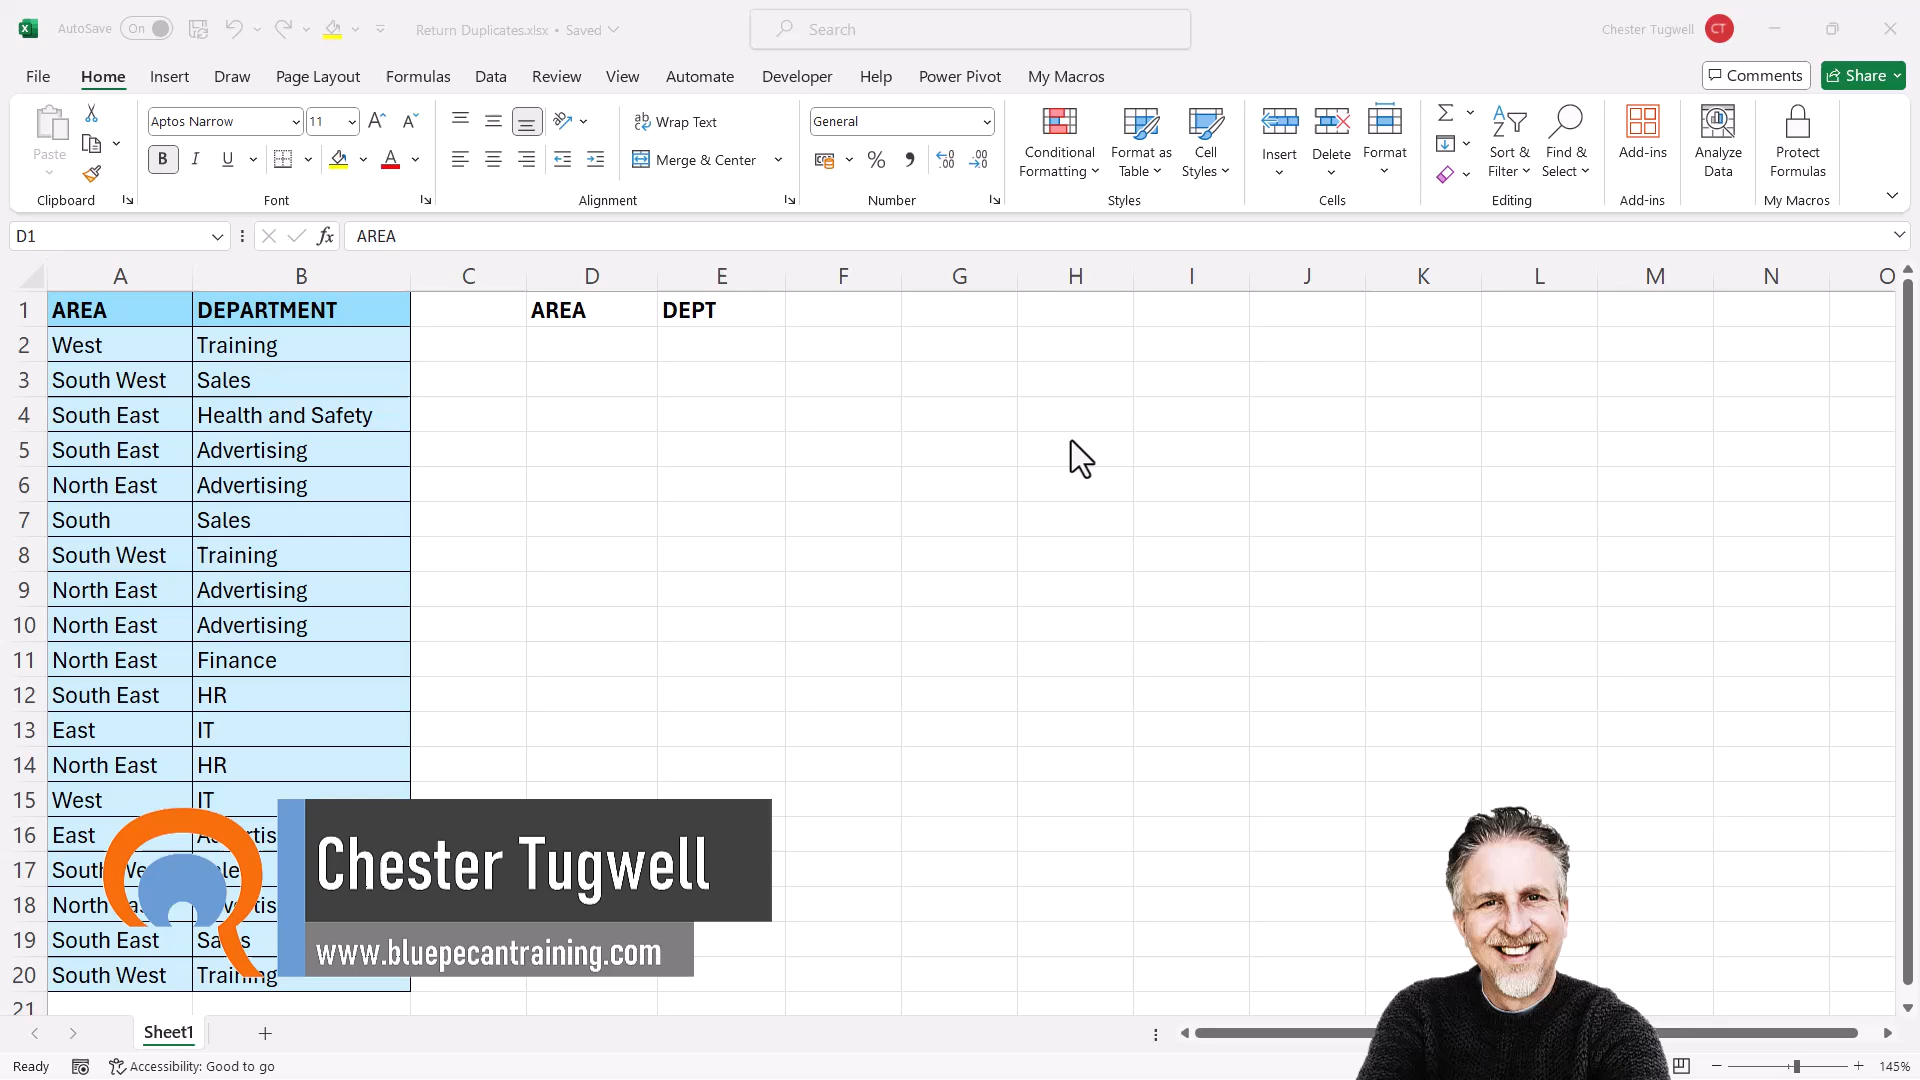 AutoSave On Return Duplicates.xlsx • Saved Search Chester Tugwell CT
File Home Insert Draw Page Layout Formulas Data Review View Automate Developer Help Power Pivot My Macros Comments Share
Paste
Clipboard
Aptos Narrow 11
B I U A
Font
Wrap Text
Merge & Center
Alignment
General
Number
Conditional Formatting
Format as Table
Cell Styles
Styles
Insert Delete Format
Cells
Sort & Filter
Find & Select
Editing
Add-ins
Add-ins
Analyze Data
Protect Formulas
My Macros
D1 fx AREA
A B C D E F G H I J K L M N O
1 AREA DEPARTMENT AREA DEPT
2 West Training
3 South West Sales
4 South East Health and Safety
5 South East Advertising
6 North East Advertising
7 South Sales
8 South West Training
9 North East Advertising
10 North East Advertising
11 North East Finance
12 South East HR
13 East IT
14 North East HR
15 West IT
16 East
17
18 North
19 South East Sales
20 South West Training
21
Chester Tugwell
www.bluepecantraining.com
Sheet1
Ready Accessibility: Good to go 145%